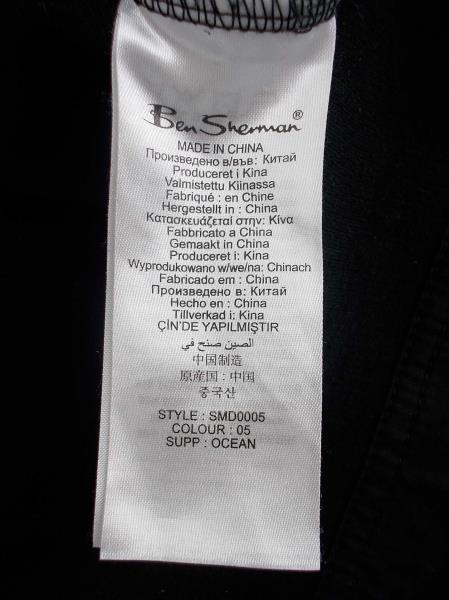 Ben Sherman®
MADE IN CHINA
Произведено в/във: Китай
Produceret i Kina
Valmistettu Kiinassa
Fabriqué : en Chine
Hergestellt in : China
Κατασκευάζεται στην: Κίνα
Fabbricato a China
Gemaakt in China
Produceret i: Kina
Wyprodukowano w/we/na: Chinach
Fabricado em : China
Произведено в: Китай
Hecho en : China
Tillverkad i: Kina
ÇİN'DE YAPILMIŞTIR
الصين صنح في
中国制造
原産国 : 中国
중국산
STYLE : SMD0005
COLOUR : 05
SUPP : OCEAN